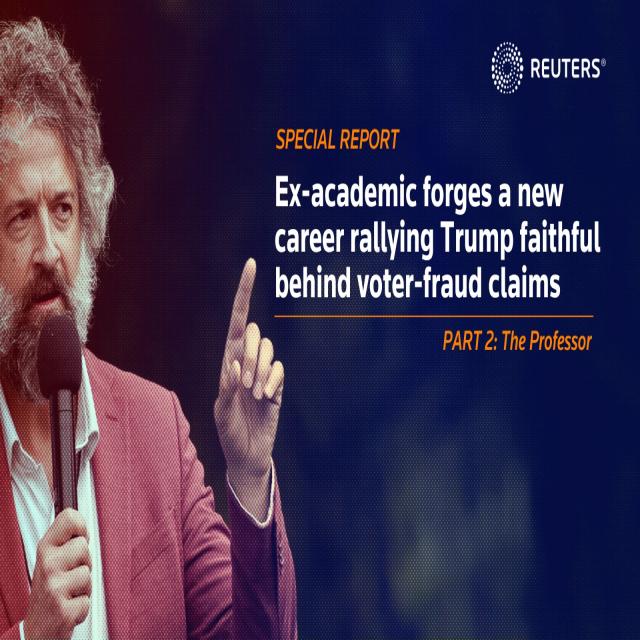 REUTERS®
SPECIAL REPORT
Ex-academic forges a new
career rallying Trump faithful
behind voter-fraud claims
PART 2: The Professor